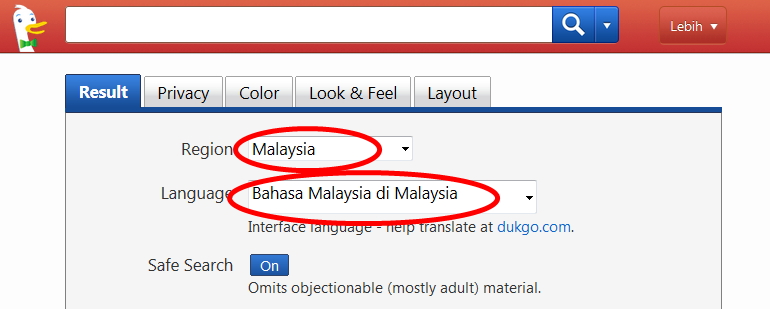 Lebih
Result Privacy Color Look & Feel Layout
Region Malaysia
Language Bahasa Malaysia di Malaysia
Interface language - help translate at dukgo.com.
Safe Search On
Omits objectionable (mostly adult) material.